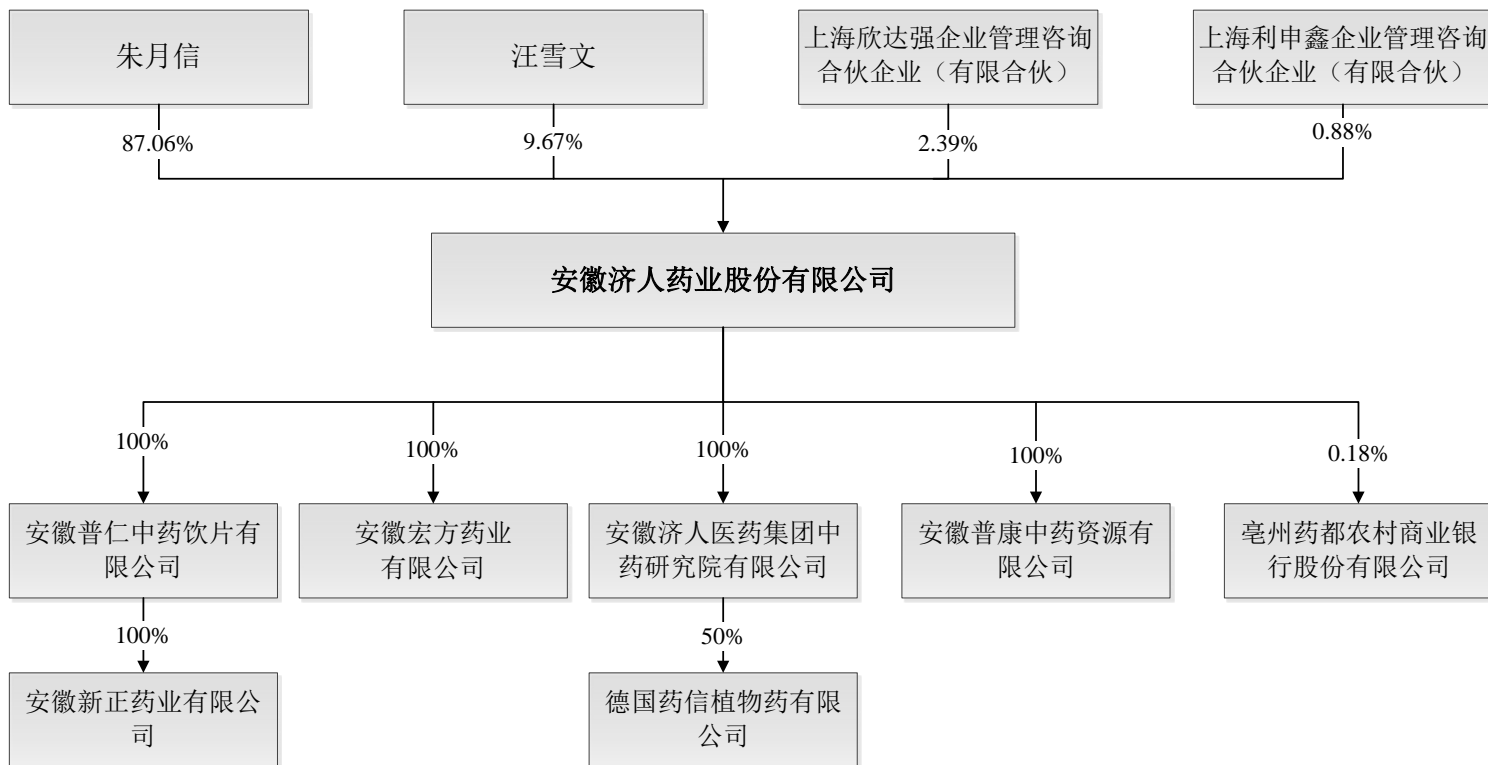 朱月信
汪雪文
上海欣达强企业管理咨询
合伙企业（有限合伙）
上海利申鑫企业管理咨询
合伙企业（有限合伙）
87.06%
9.67%
2.39%
0.88%
安徽济人药业股份有限公司
100%
100%
100%
100%
0.18%
安徽普仁中药饮片有
限公司
安徽宏方药业
有限公司
安徽济人医药集团中
药研究院有限公司
安徽普康中药资源有
限公司
亳州药都农村商业银
行股份有限公司
100%
50%
安徽新正药业有限公
司
德国药信植物药有限
公司